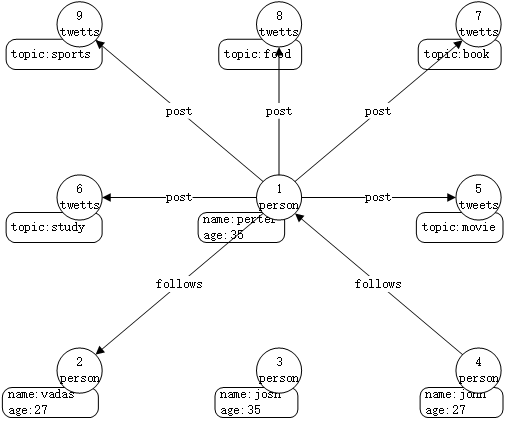 9
twetts
topic:sports
8
twetts
topic:food
7
twetts
topic:book
post
post
post
6
twetts
topic:study
post
1
person
name:perter
age:35
post
5
tweets
topic:movie
follows
follows
2
person
name:vadas
age:27
3
person
name:josh
age:35
4
person
name:john
age:27